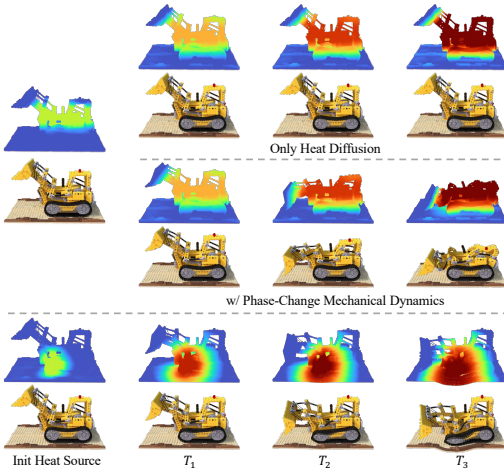 Only Heat Diffusion
w/ Phase-Change Mechanical Dynamics
Init Heat Source
T₁
T₂
T₃